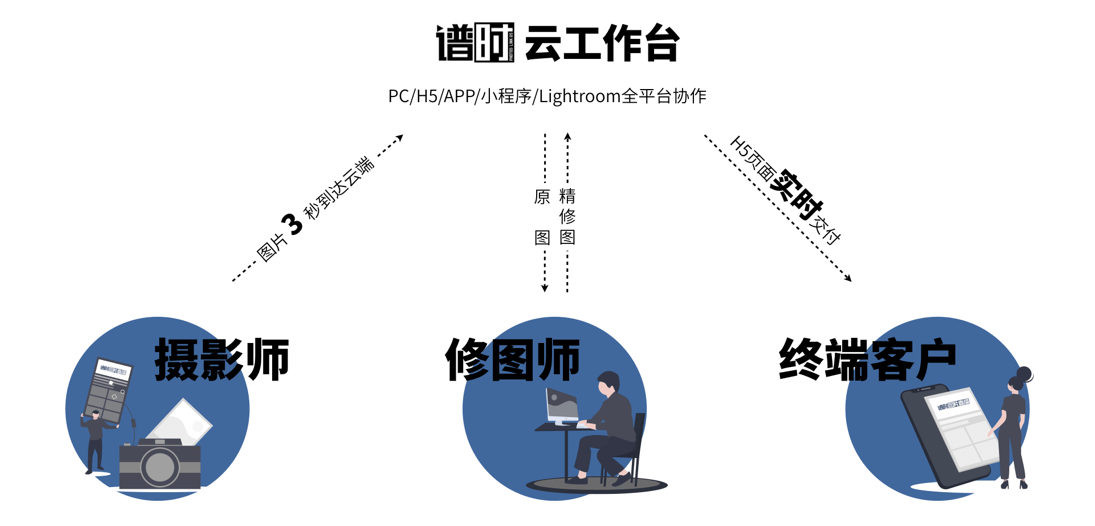 谱时 云工作台
PC/H5/APP/小程序/Lightroom全平台协作
图片 3 秒到达云端
原图
精修图
H5页面实时交付
摄影师
修图师
终端客户